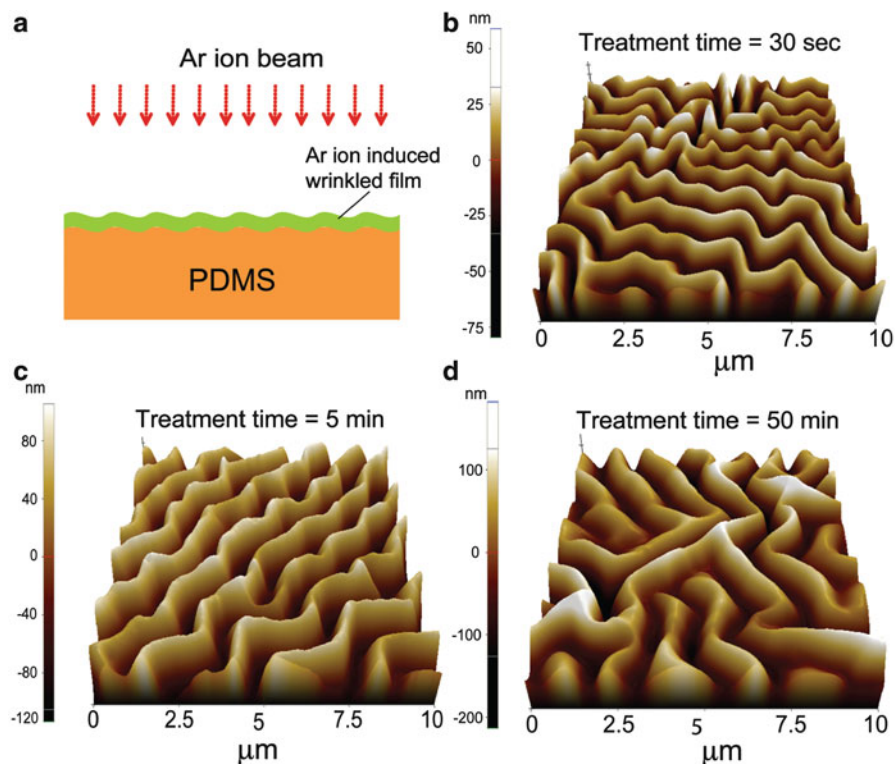 a
Ar ion beam
Ar ion induced
wrinkled film
PDMS
b
nm
Treatment time = 30 sec
50
25
0
-25
-50
-75
0
2.5
5
7.5
10
μm
c
nm
Treatment time = 5 min
80
40
0
-40
-80
-120
0
2.5
5
7.5
10
μm
d
nm
Treatment time = 50 min
100
0
-100
-200
0
2.5
5
7.5
10
μm